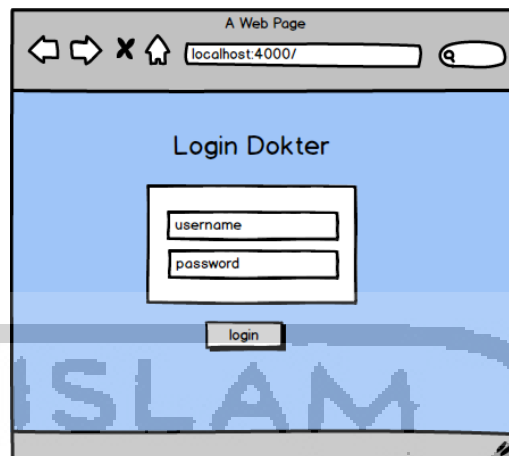 A Web Page
localhost:4000/
Login Dokter
username
password
login
ISLAM